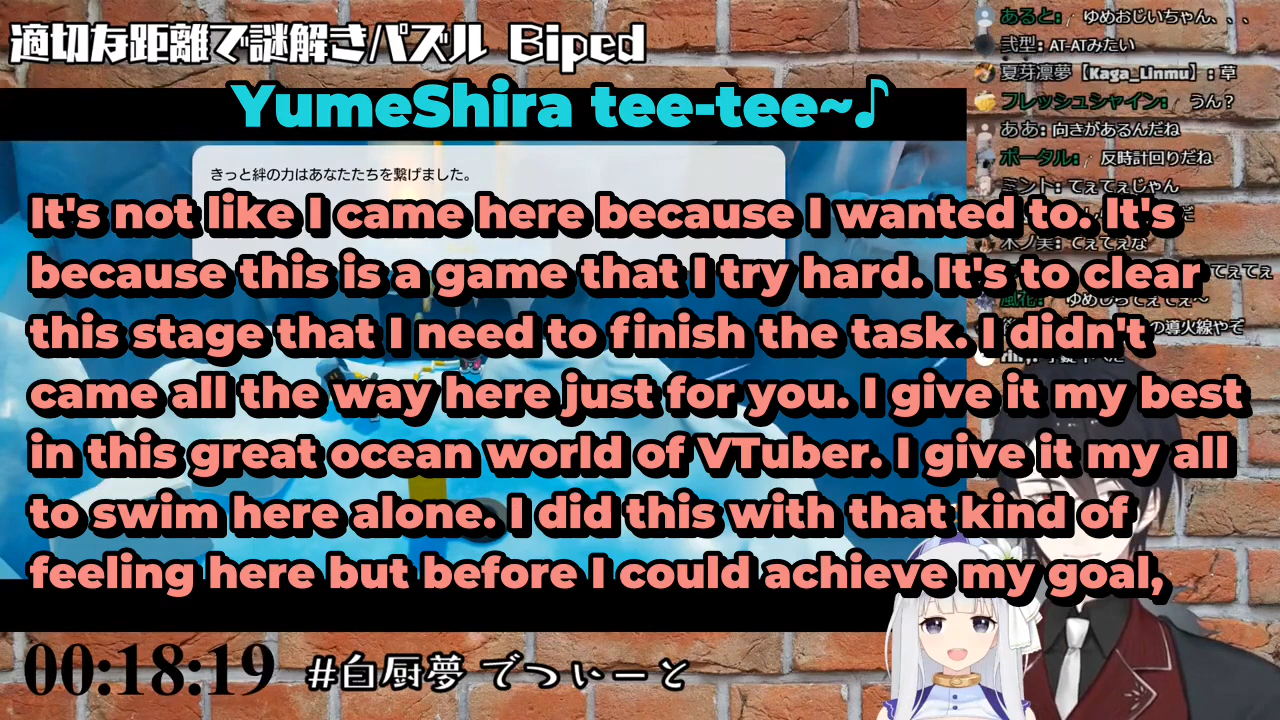 適切な距離で謎解きパズル Biped
YumeShira tee-tee~♪
きっと絆の力はあなたたちを繋げました。
It's not like I came here because I wanted to. It's
because this is a game that I try hard. It's to clear
this stage that I need to finish the task. I didn't
came all the way here just for you. I give it my best
in this great ocean world of VTuber. I give it my all
to swim here alone. I did this with that kind of
feeling here but before I could achieve my goal,
あると: ゆめおじいちゃん、、、
弐型: AT-ATみたい
夏芽凛夢【Kaga_Linmu】: 草
フレッシュシャイン: うん?
ああ: 向きがあるんだね
ポータル: 反時計回りだね
ミント: てぇてぇじゃん
木ノ実: てぇてぇな
てぇてぇ
風花: ゆめしらてぇてぇ～
の導火線やぞ
00:18:19
#白厨夢 でつぃーと